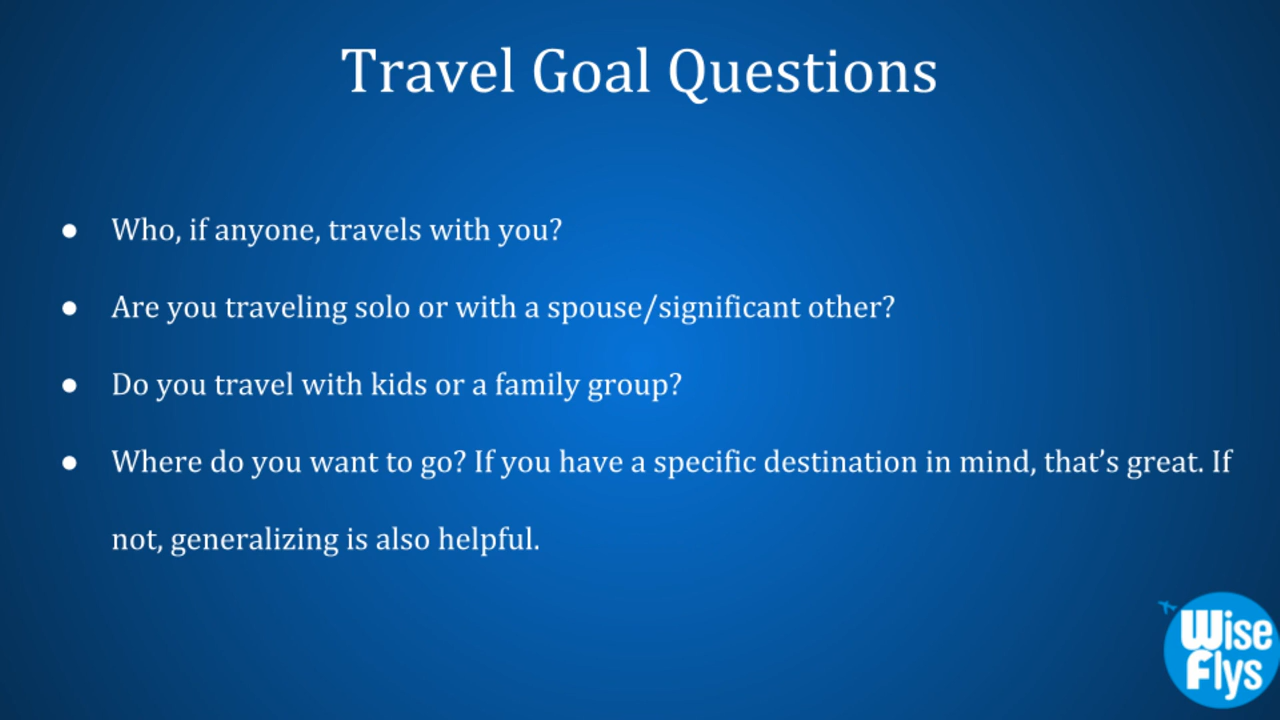 Travel Goal Questions
● Who, if anyone, travels with you?
● Are you traveling solo or with a spouse/significant other?
● Do you travel with kids or a family group?
● Where do you want to go? If you have a specific destination in mind, that’s great. If
not, generalizing is also helpful.
Wise
Flys